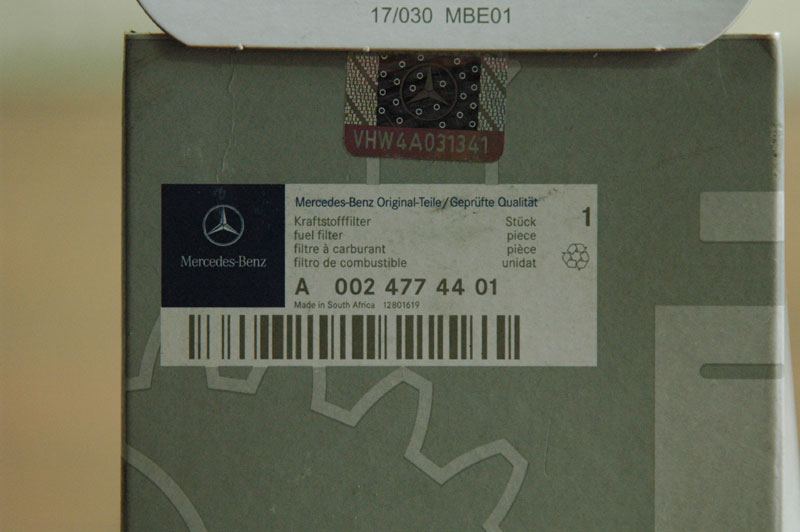 17/030 MBE01
VHW4A031341
Mercedes-Benz Original-Teile/Geprüfte Qualität
Kraftstofffilter Stück 1
fuel filter piece
filtre à carburant pièce
filtro de combustible unidat
Mercedes-Benz
A 002 477 44 01
Made in South Africa 12801619